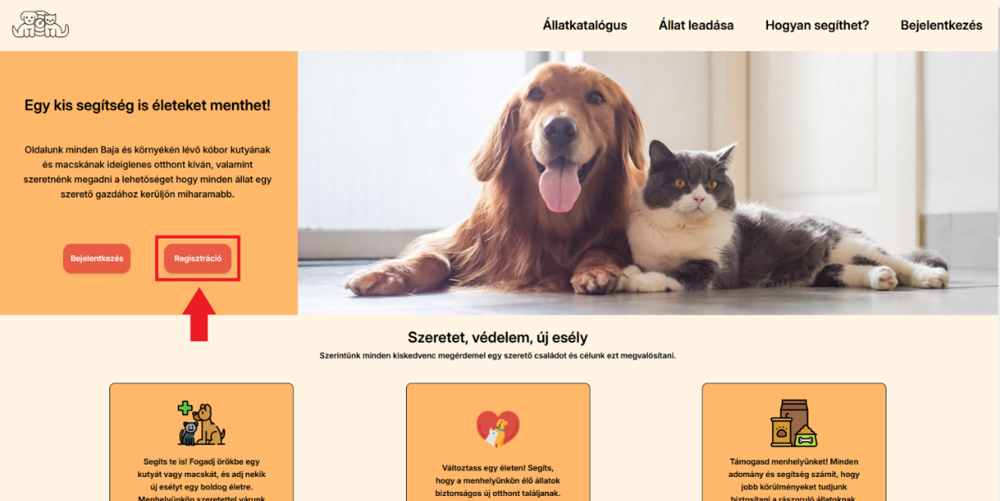 Állatkatalógus
Állat leadása
Hogyan segíthet?
Bejelentkezés
Egy kis segítség is életeket menthet!
Oldalunk minden Baja és környékén lévő kóbor kutyának
és macskának ideiglenes otthont kíván, valamint
szeretnénk megadni a lehetőséget hogy minden állat egy
szerető gazdához kerüljön miharamabb.
Bejelentkezés
Regisztráció
Szeretet, védelem, új esély
Szerintünk minden kiskedvenc megérdemel egy szerető családot és célunk ezt megvalósítani.
Segíts te is! Fogadj örökbe egy
kutyát vagy macskát, és adj nekik
új esélyt egy boldog életre.
Menhelyünkön szeretettel várunk
Változtass egy életen! Segíts,
hogy a menhelyünkön élő állatok
biztonságos új otthont találjanak.
Támogasd menhelyünket! Minden
adomány és segítség számít, hogy
jobb körülményeket tudjunk
biztosítani a rászoruló állatoknak.